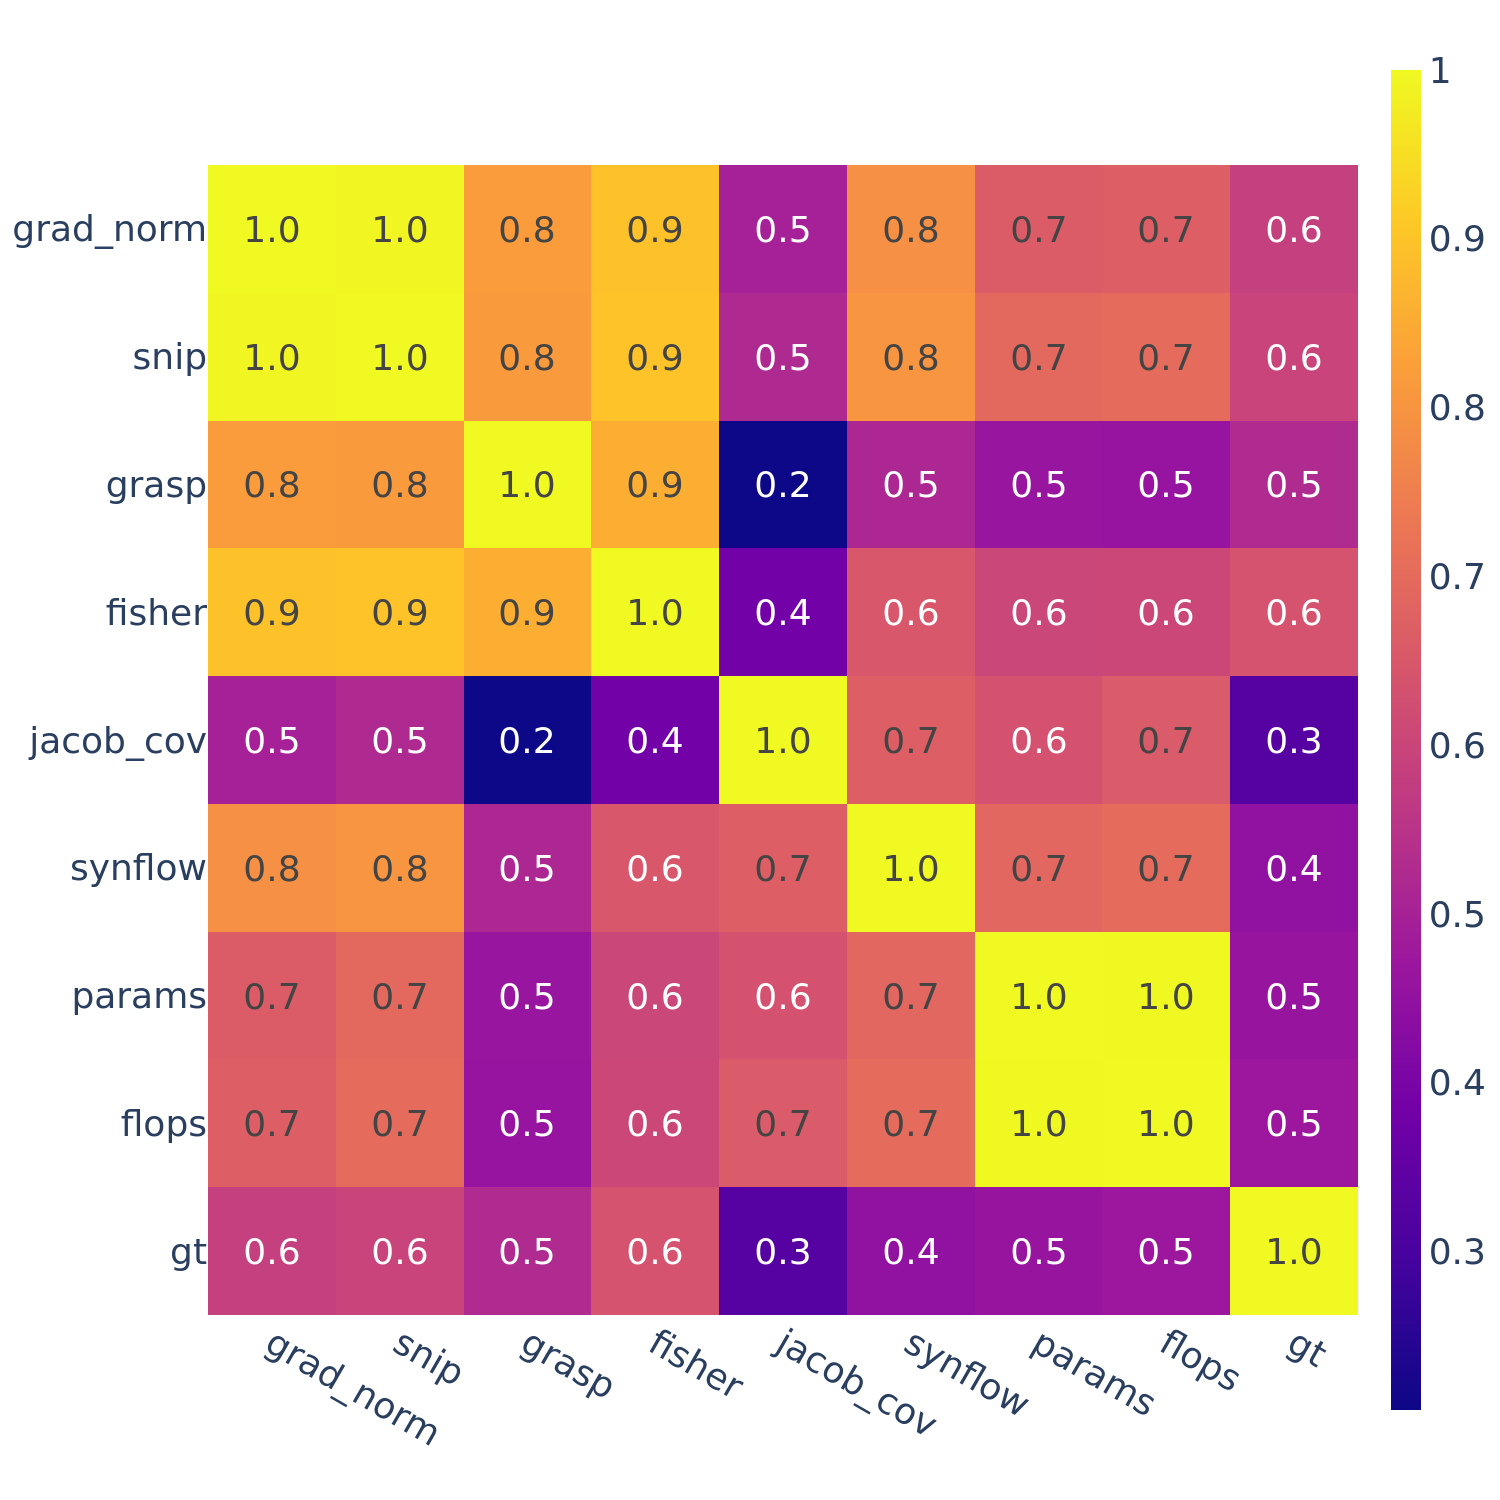 1
grad_norm 1.0 1.0 0.8 0.9 0.5 0.8 0.7 0.7 0.6
0.9
snip 1.0 1.0 0.8 0.9 0.5 0.8 0.7 0.7 0.6
0.8
grasp 0.8 0.8 1.0 0.9 0.2 0.5 0.5 0.5 0.5
0.7
fisher 0.9 0.9 0.9 1.0 0.4 0.6 0.6 0.6 0.6
jacob_cov 0.5 0.5 0.2 0.4 1.0 0.7 0.6 0.7 0.3
0.6
synflow 0.8 0.8 0.5 0.6 0.7 1.0 0.7 0.7 0.4
0.5
params 0.7 0.7 0.5 0.6 0.6 0.7 1.0 1.0 0.5
0.4
flops 0.7 0.7 0.5 0.6 0.7 0.7 1.0 1.0 0.5
gt 0.6 0.6 0.5 0.6 0.3 0.4 0.5 0.5 1.0
0.3
grad_norm snip grasp fisher jacob_cov synflow params flops gt